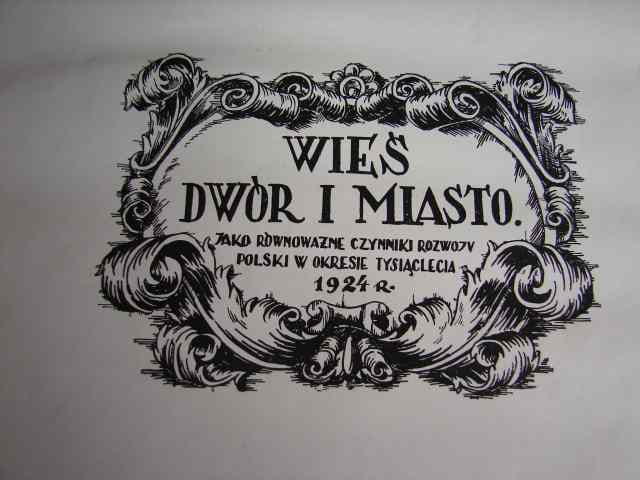 WIEŚ
DWÓR I MIASTO.
JAKO RÓWNOWAŻNE CZYNNIKI ROZWOJU
POLSKI W OKRESIE TYSIĄCLECIA
1924 R.